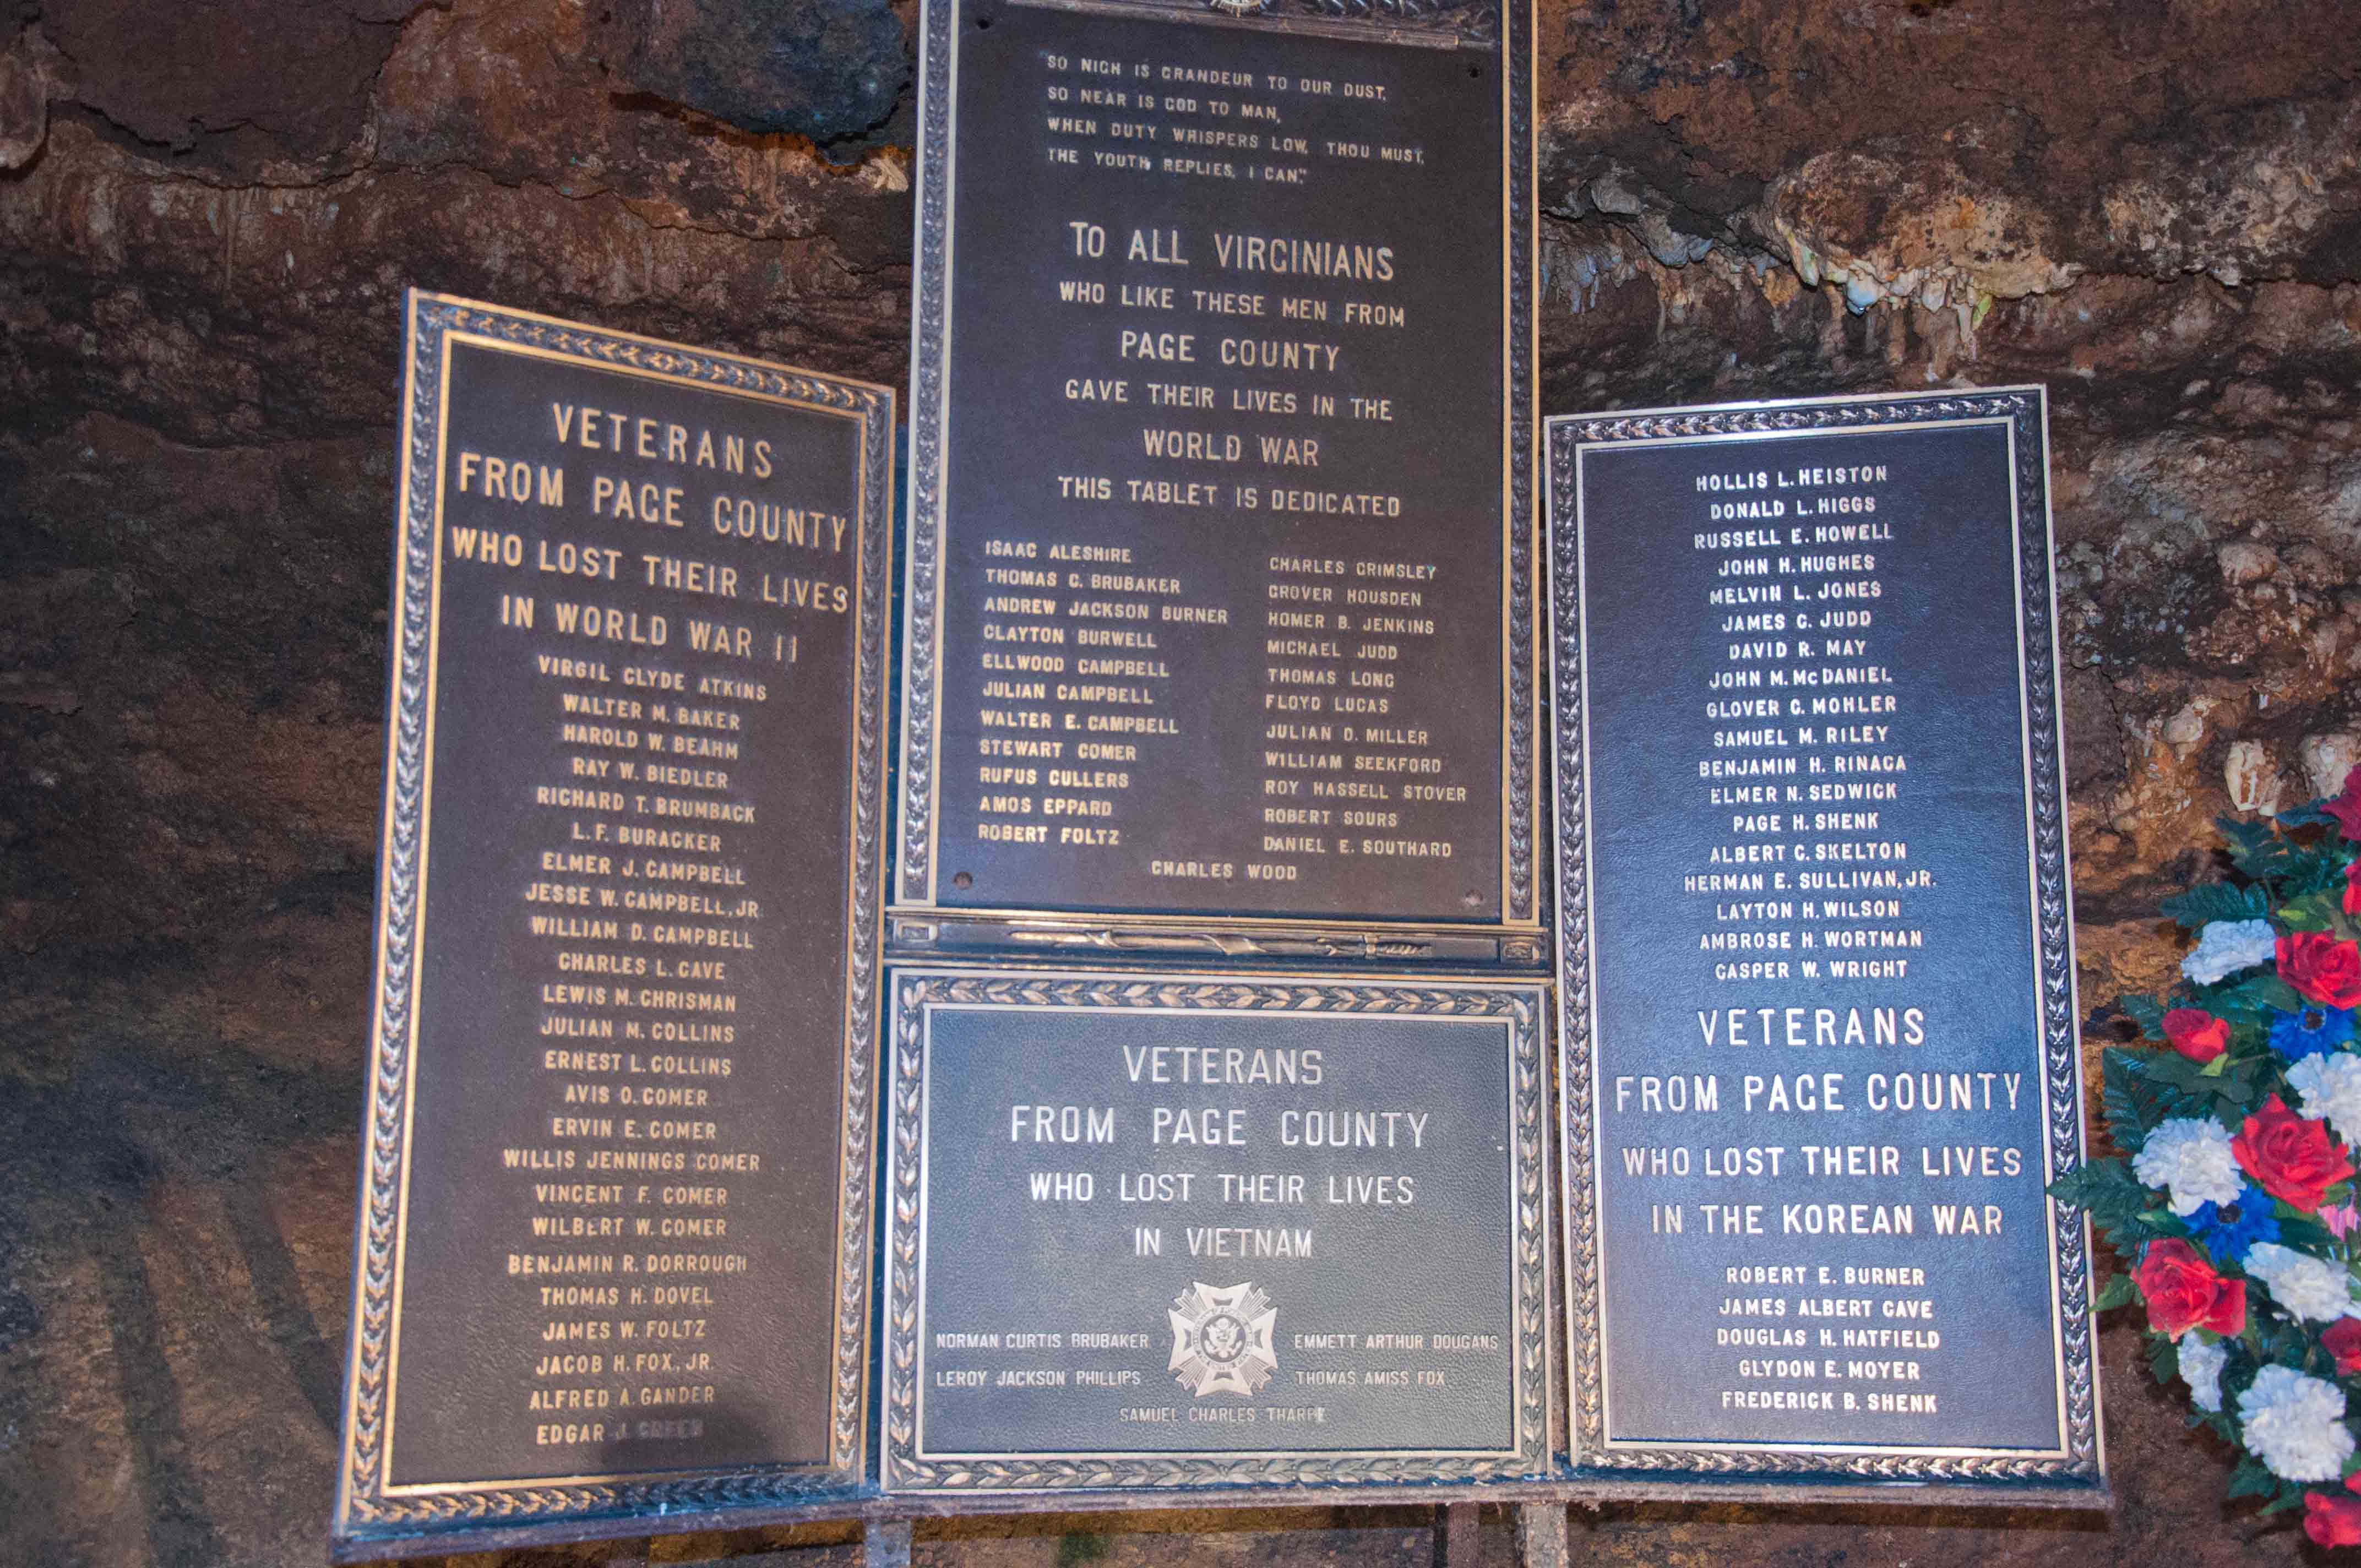 VETERANS
FROM PAGE COUNTY
WHO LOST THEIR LIVES
IN WORLD WAR II
VIRGIL CLYDE ATKINS
WALTER M. BAKER
HAROLD W. BEAHM
RAY W. BIEDLER
RICHARD T. BRUMBACK
L. F. BURACKER
ELMER J. CAMPBELL
JESSE W. CAMPBELL, JR
WILLIAM D. CAMPBELL
CHARLES L. CAVE
LEWIS M. CHRISMAN
JULIAN M. COLLINS
ERNEST L. COLLINS
AVIS O. COMER
ERVIN E. COMER
WILLIS JENNINGS COMER
VINCENT F. COMER
WILBERT W. COMER
BENJAMIN R. DORROUGH
THOMAS H. DOVEL
JAMES W. FOLTZ
JACOB H. FOX, JR.
ALFRED A. GANDER
EDGAR J. GREEN
"SO NIGH IS GRANDEUR TO OUR DUST,
SO NEAR IS GOD TO MAN,
WHEN DUTY WHISPERS LOW, THOU MUST,
THE YOUTH REPLIES, I CAN".
TO ALL VIRGINIANS
WHO LIKE THESE MEN FROM
PAGE COUNTY
GAVE THEIR LIVES IN THE
WORLD WAR
THIS TABLET IS DEDICATED
ISAAC ALESHIRE
THOMAS C. BRUBAKER
ANDREW JACKSON BURNER
CLAYTON BURWELL
ELLWOOD CAMPBELL
JULIAN CAMPBELL
WALTER E. CAMPBELL
STEWART COMER
RUFUS CULLERS
AMOS EPPARD
ROBERT FOLTZ
CHARLES GRIMSLEY
GROVER HOUSDEN
HOMER B. JENKINS
MICHAEL JUDD
THOMAS LONG
FLOYD LUCAS
JULIAN D. MILLER
WILLIAM SEEKFORD
ROY HASSELL STOVER
ROBERT SOURS
DANIEL E. SOUTHARD
CHARLES WOOD
VETERANS
FROM PAGE COUNTY
WHO LOST THEIR LIVES
IN VIETNAM
NORMAN CURTIS BRUBAKER
LEROY JACKSON PHILLIPS
EMMETT ARTHUR DOUGANS
THOMAS AMISS FOX
SAMUEL CHARLES THARPE
HOLLIS L. HEISTON
DONALD L. HIGGS
RUSSELL E. HOWELL
JOHN H. HUGHES
MELVIN L. JONES
JAMES C. JUDD
DAVID R. MAY
JOHN M. McDANIEL
GLOVER C. MOHLER
SAMUEL M. RILEY
BENJAMIN H. RINACA
ELMER N. SEDWICK
PAGE H. SHENK
ALBERT C. SKELTON
HERMAN E. SULLIVAN, JR.
LAYTON H. WILSON
AMBROSE H. WORTMAN
CASPER W. WRIGHT
VETERANS
FROM PAGE COUNTY
WHO LOST THEIR LIVES
IN THE KOREAN WAR
ROBERT E. BURNER
JAMES ALBERT CAVE
DOUGLAS H. HATFIELD
GLYDON E. MOYER
FREDERICK B. SHENK